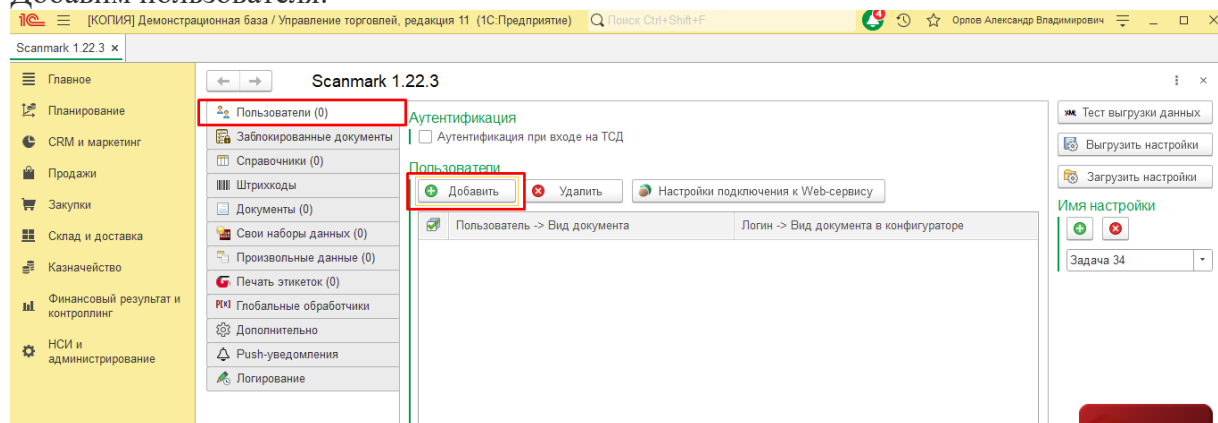 Добавим пользователя.
1С [КОПИЯ] Демонстрационная база / Управление торговлей, редакция 11 (1С:Предприятие) Поиск Ctrl+Shift+F 9 Орлов Александр Владимирович
Scanmark 1.22.3 ×
Главное
Планирование
CRM и маркетинг
Продажи
Закупки
Склад и доставка
Казначейство
Финансовый результат и
контроллинг
НСИ и
администрирование
Scanmark 1.22.3
Пользователи (0)
Заблокированные документы
Справочники (0)
Штрихкоды
Документы (0)
Свои наборы данных (0)
Произвольные данные (0)
Печать этикеток (0)
P[X] Глобальные обработчики
Дополнительно
Push-уведомления
Логирование
Аутентификация
Аутентификация при входе на ТСД
Пользователи
Добавить Удалить Настройки подключения к Web-сервису
Пользователь -> Вид документа Логин -> Вид документа в конфигураторе
XML Тест выгрузки данных
Выгрузить настройки
Загрузить настройки
Имя настройки
Задача 34